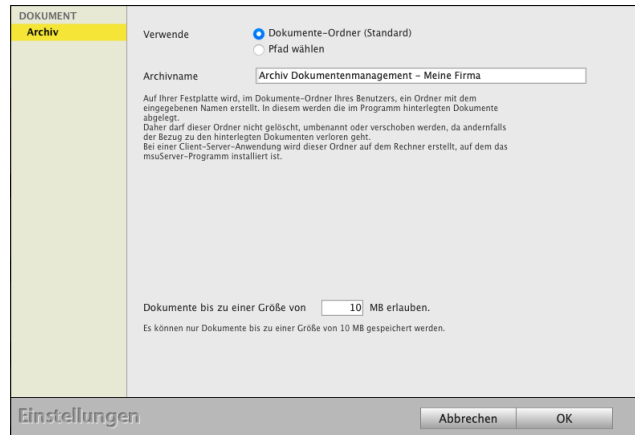 DOKUMENT
Archiv
Verwende
Dokumente-Ordner (Standard)
Pfad wählen
Archivname
Archiv Dokumentenmanagement – Meine Firma
Auf Ihrer Festplatte wird, im Dokumente-Ordner Ihres Benutzers, ein Ordner mit dem
eingegebenen Namen erstellt. In diesem werden die im Programm hinterlegten Dokumente
abgelegt.
Daher darf dieser Ordner nicht gelöscht, umbenannt oder verschoben werden, da andernfalls
der Bezug zu den hinterlegten Dokumenten verloren geht.
Bei einer Client-Server-Anwendung wird dieser Ordner auf dem Rechner erstellt, auf dem das
msuServer-Programm installiert ist.
Dokumente bis zu einer Größe von 10 MB erlauben.
Es können nur Dokumente bis zu einer Größe von 10 MB gespeichert werden.
Einstellungen
Abbrechen
OK